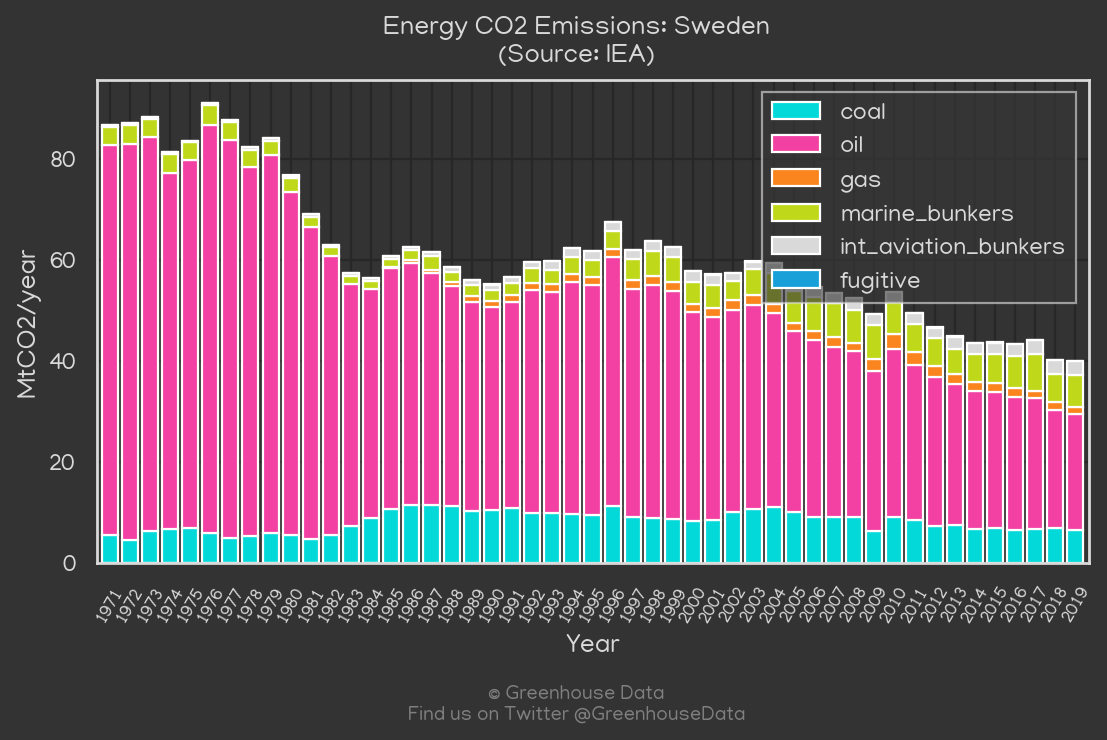 Energy CO2 Emissions: Sweden
(Source: IEA)
coal
oil
gas
marine_bunkers
int_aviation_bunkers
fugitive
MtCO2/year
80
60
40
20
0
1971 1972 1973 1974 1975 1976 1977 1978 1979 1980 1981 1982 1983 1984 1985 1986 1987 1988 1989 1990 1991 1992 1993 1994 1995 1996 1997 1998 1999 2000 2001 2002 2003 2004 2005 2006 2007 2008 2009 2010 2011 2012 2013 2014 2015 2016 2017 2018 2019
Year
© Greenhouse Data
Find us on Twitter @GreenhouseData